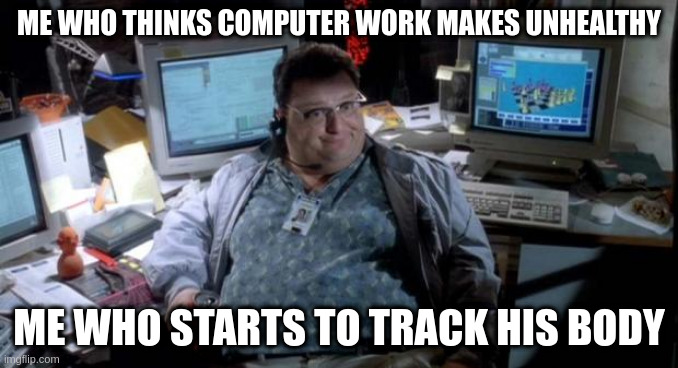 ME WHO THINKS COMPUTER WORK MAKES UNHEALTHY
ME WHO STARTS TO TRACK HIS BODY
imgflip.com